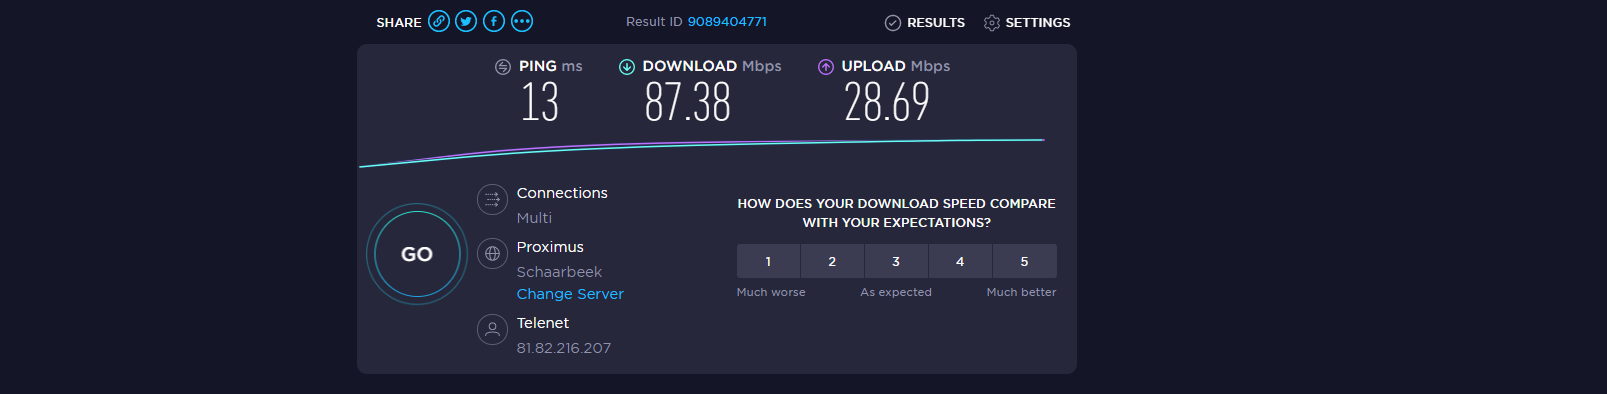 SHARE
Result ID 9089404771
RESULTS
SETTINGS
PING ms
13
DOWNLOAD Mbps
87.38
UPLOAD Mbps
28.69
GO
Connections
Multi
Proximus
Schaarbeek
Change Server
Telenet
81.82.216.207
HOW DOES YOUR DOWNLOAD SPEED COMPARE
WITH YOUR EXPECTATIONS?
1 2 3 4 5
Much worse As expected Much better